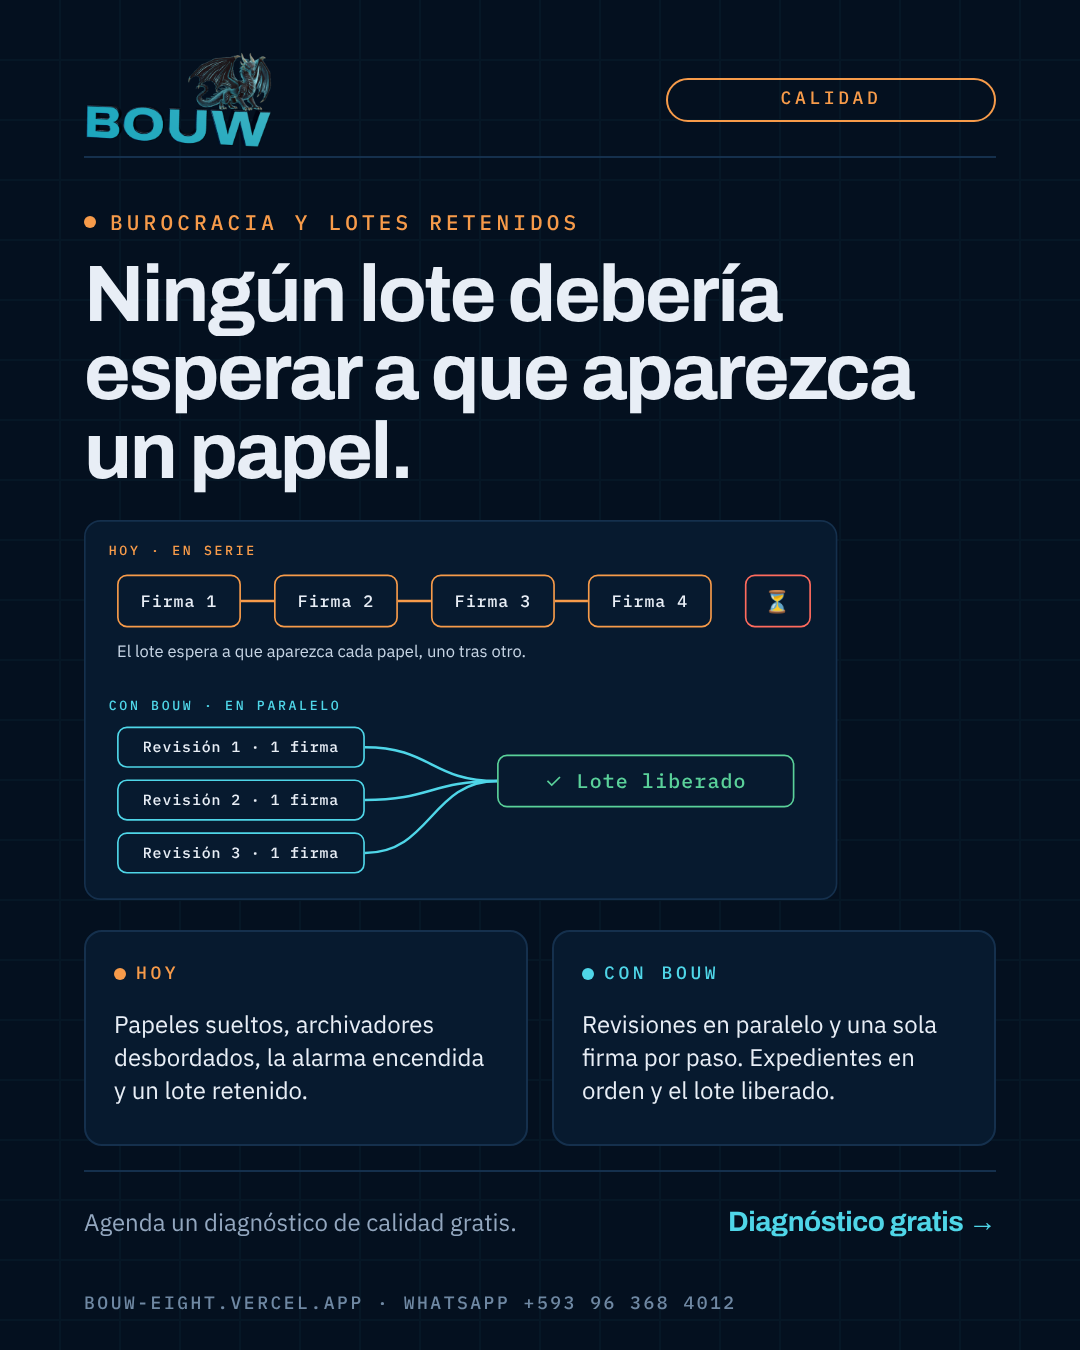 BOUW
CALIDAD
BUROCRACIA Y LOTES RETENIDOS
Ningún lote debería
esperar a que aparezca
un papel.
HOY · EN SERIE
Firma 1
Firma 2
Firma 3
Firma 4
⏳
El lote espera a que aparezca cada papel, uno tras otro.
CON BOUW · EN PARALELO
Revisión 1 · 1 firma
Revisión 2 · 1 firma
Revisión 3 · 1 firma
✓ Lote liberado
HOY
Papeles sueltos, archivadores
desbordados, la alarma encendida
y un lote retenido.
CON BOUW
Revisiones en paralelo y una sola
firma por paso. Expedientes en
orden y el lote liberado.
Agenda un diagnóstico de calidad gratis.
Diagnóstico gratis →
BOUW-EIGHT.VERCEL.APP · WHATSAPP +593 96 368 4012